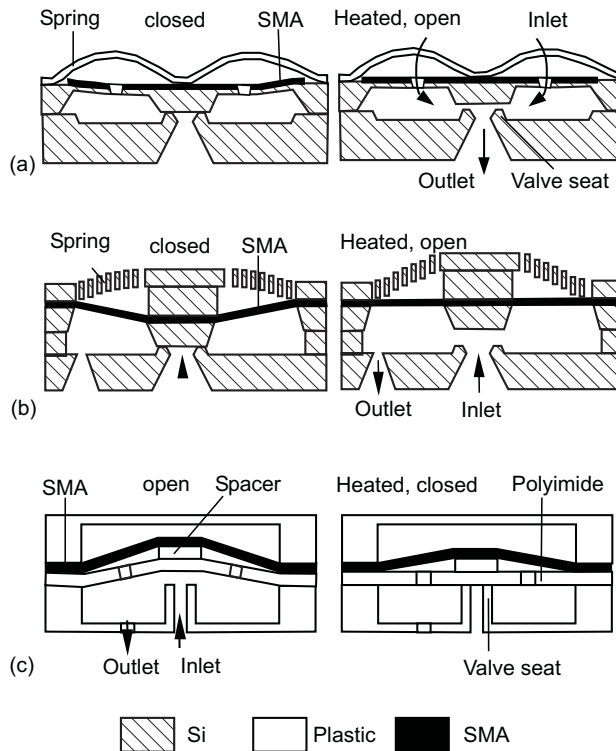 Spring closed SMA
Heated, open Inlet
Outlet Valve seat
(a)
Spring closed SMA
Heated, open
(b)
Outlet Inlet
SMA open Spacer
Heated, closed Polyimide
Outlet Inlet
Valve seat
(c)
Si Plastic SMA